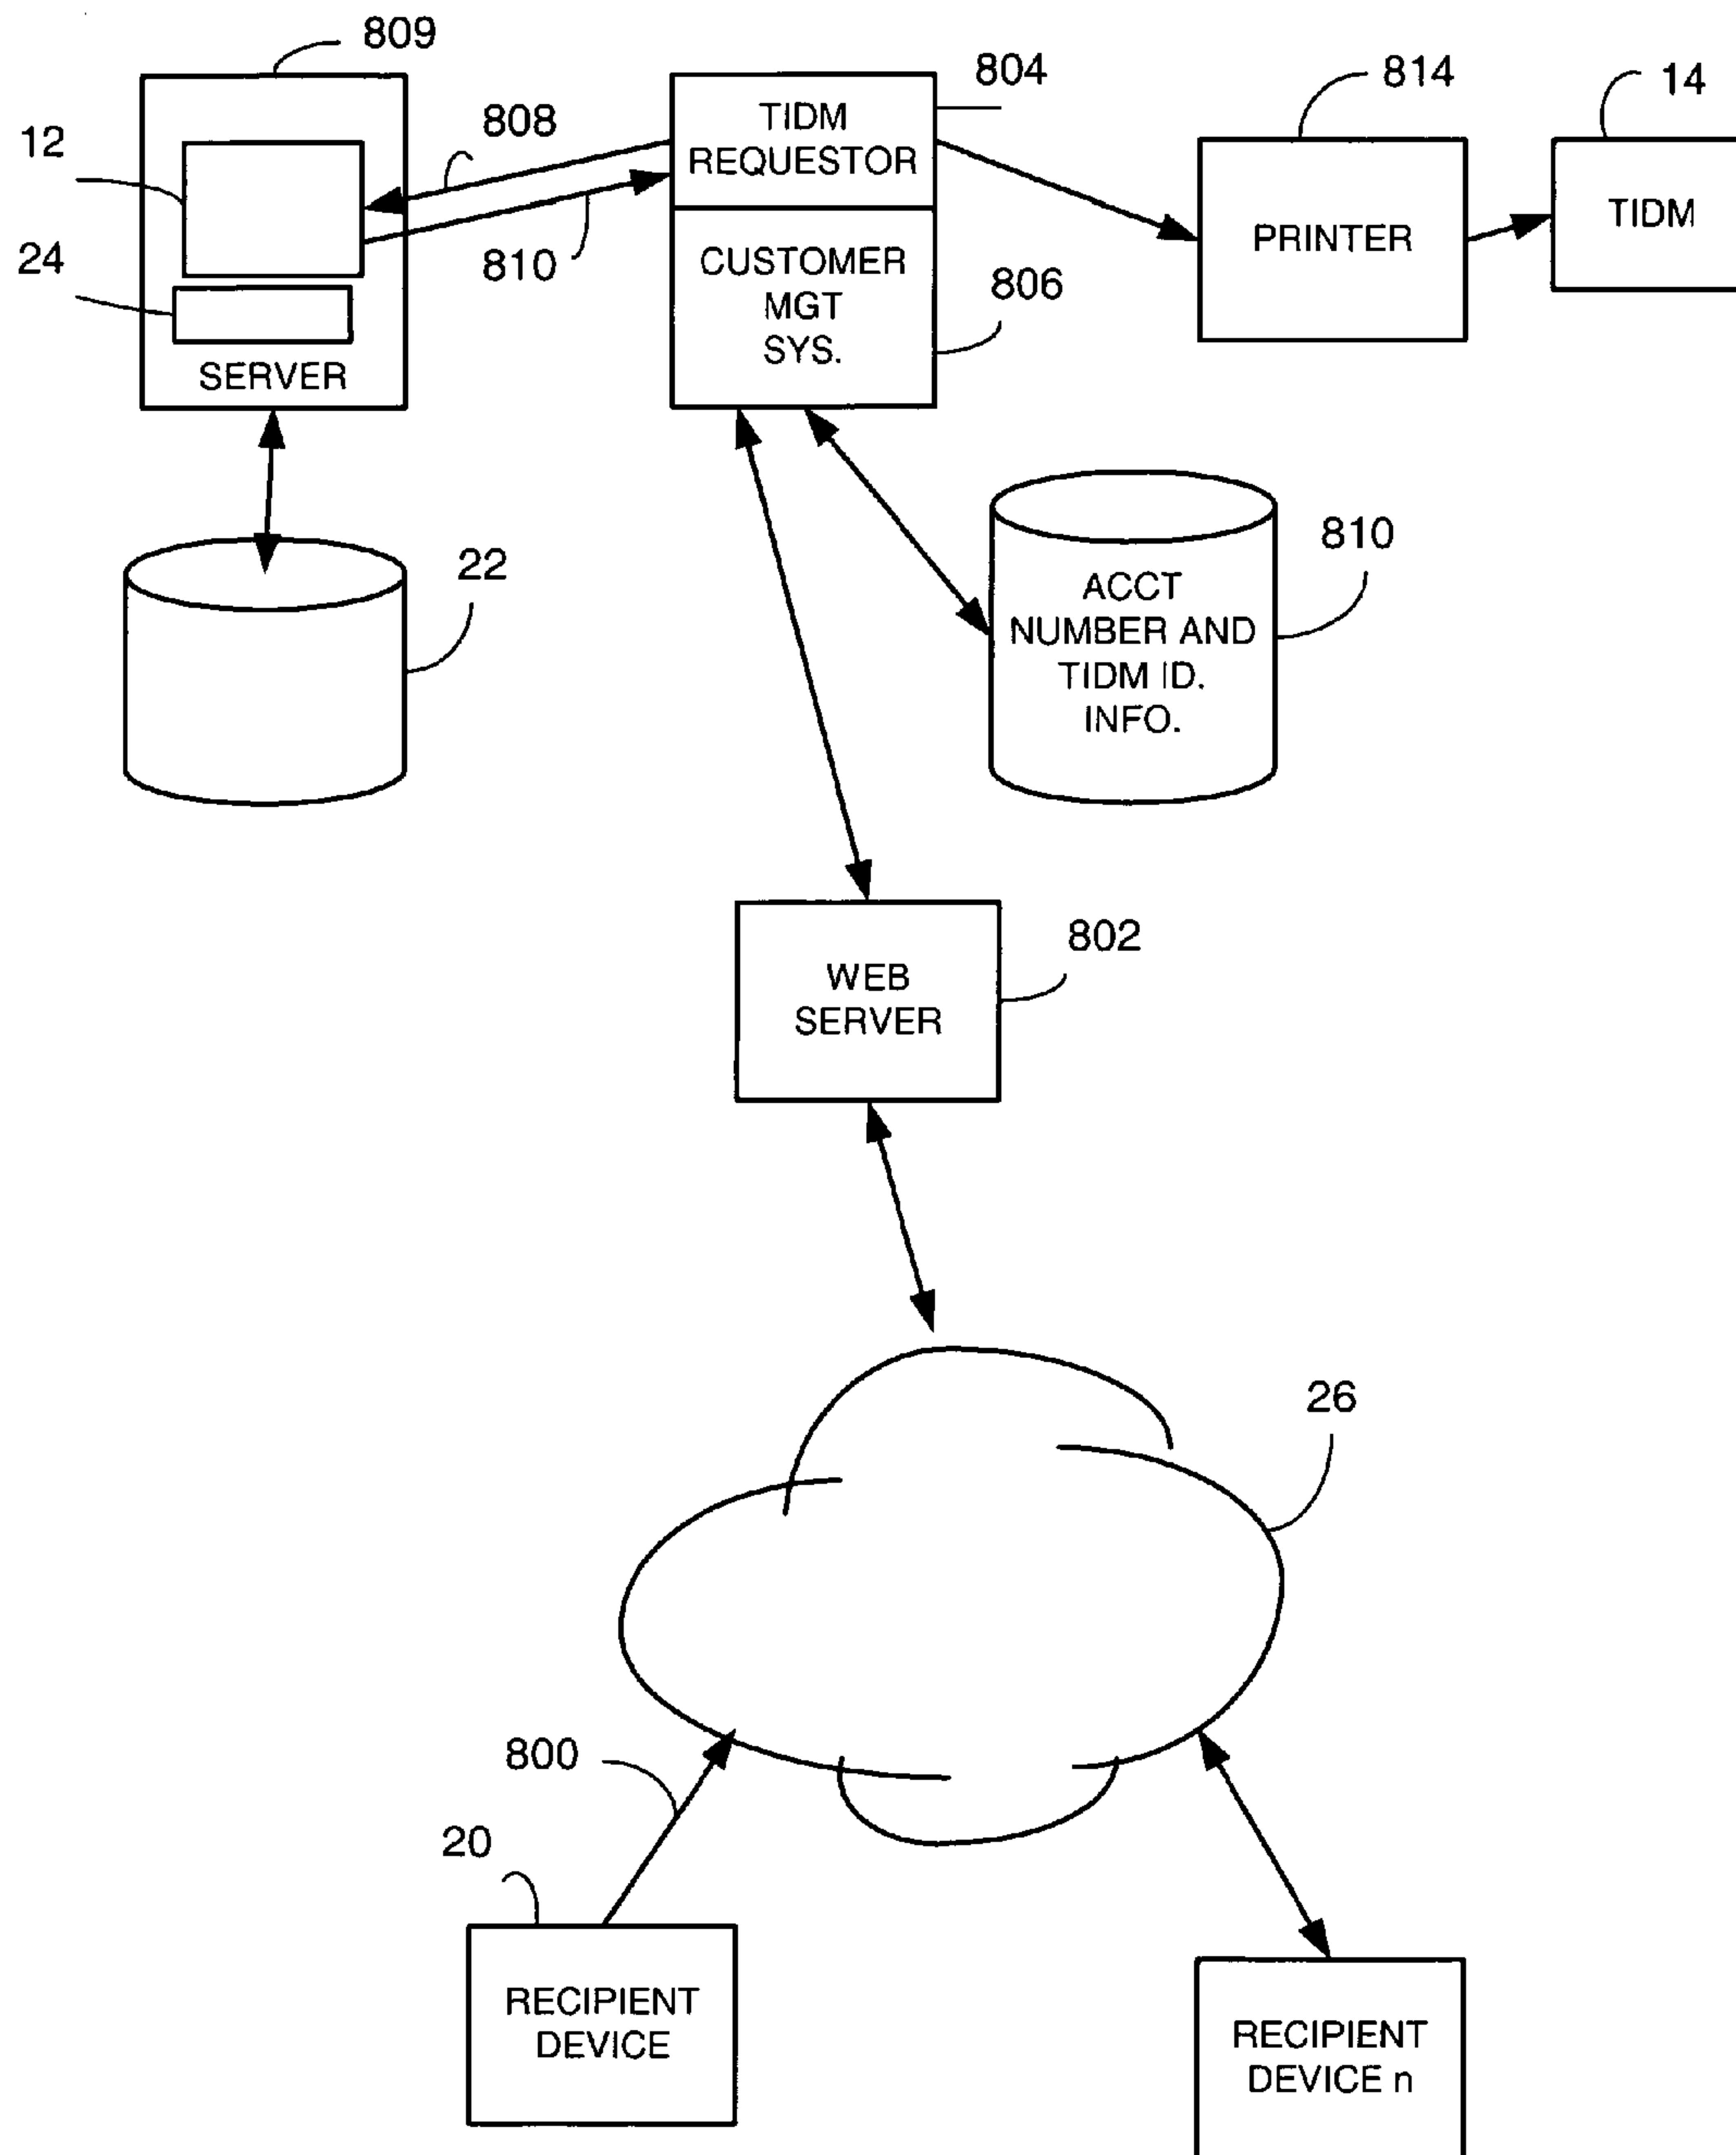 809
804
814
14
12
808
TIDM
REQUESTOR
TIDM
PRINTER
24
810
CUSTOMER
MGT
SYS.
806
SERVER
22
810
ACCT
NUMBER AND
TIDM ID.
INFO.
802
WEB
SERVER
26
800
20
RECIPIENT
DEVICE
RECIPIENT
DEVICE n